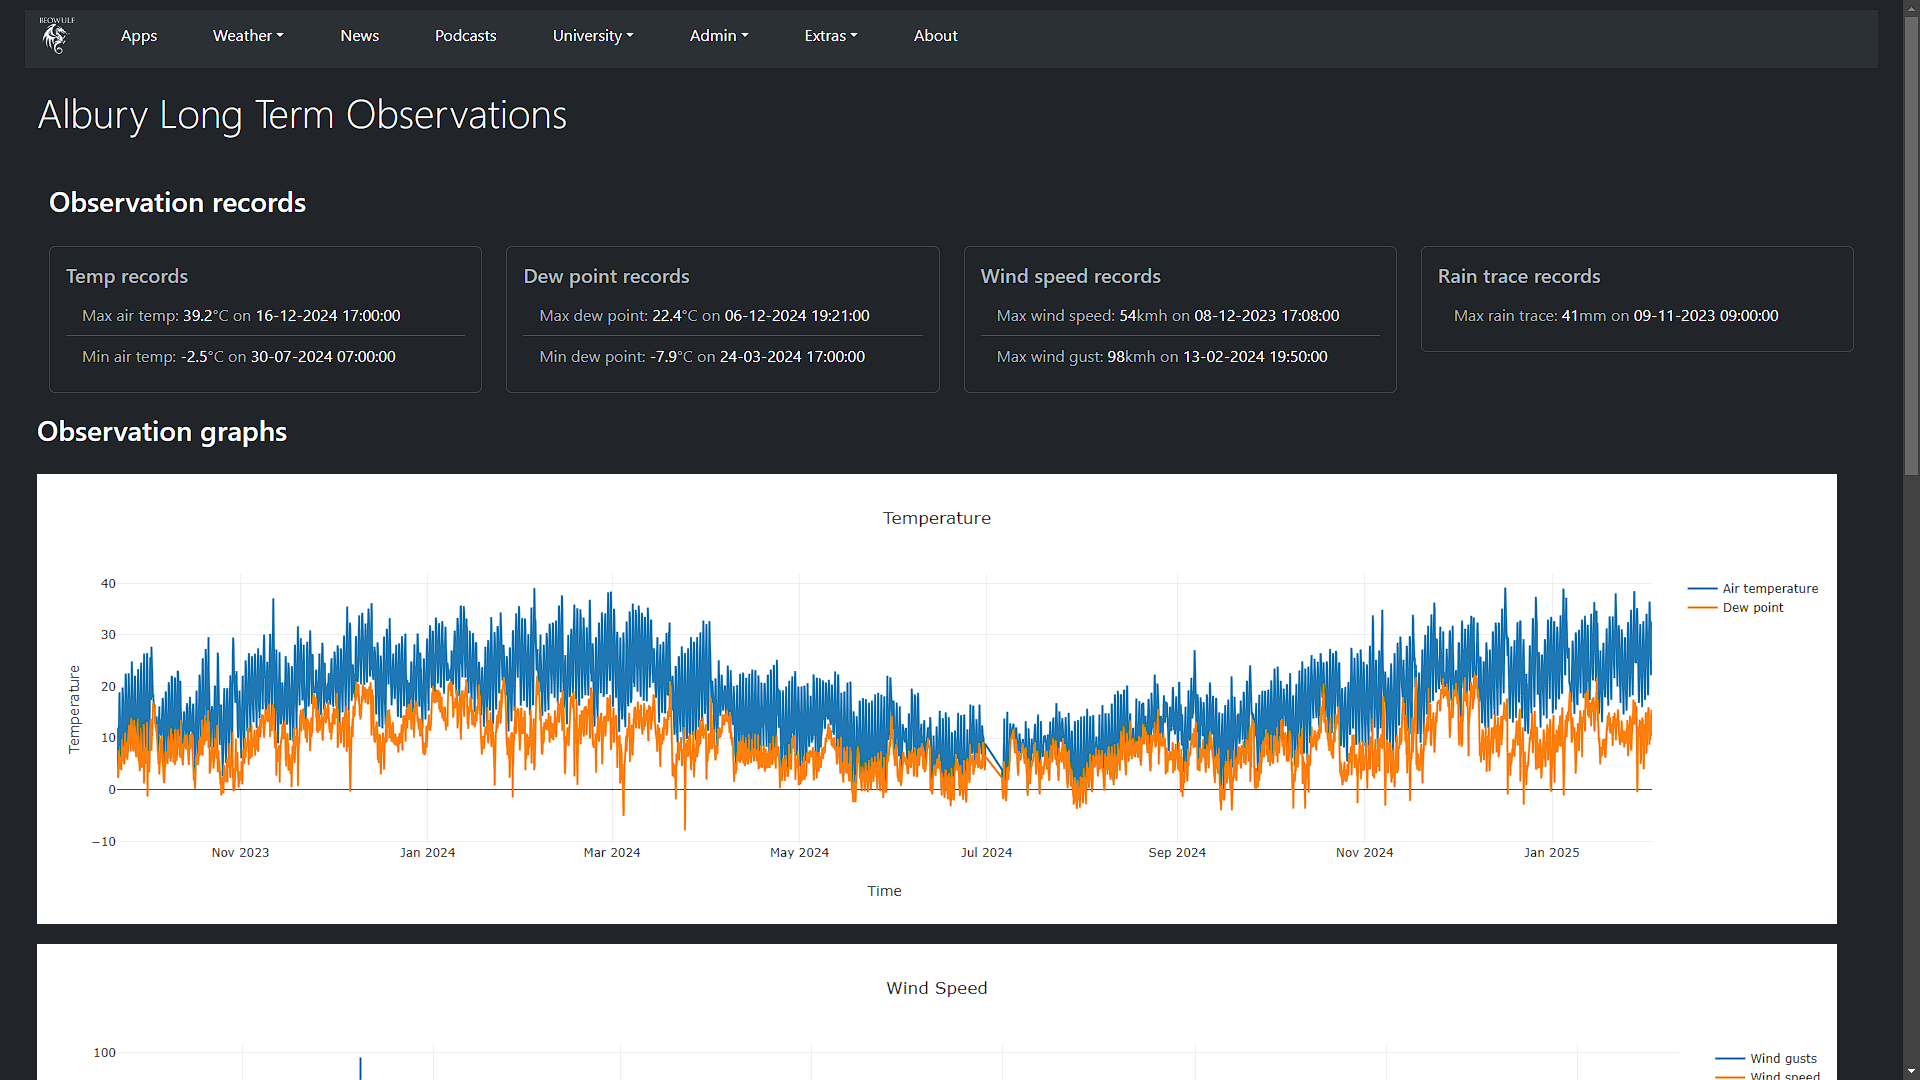 BEOWULF
Apps Weather News Podcasts University Admin Extras About
Albury Long Term Observations
Observation records
Temp records
Max air temp: 39.2°C on 16-12-2024 17:00:00
Min air temp: -2.5°C on 30-07-2024 07:00:00
Dew point records
Max dew point: 22.4°C on 06-12-2024 19:21:00
Min dew point: -7.9°C on 24-03-2024 17:00:00
Wind speed records
Max wind speed: 54kmh on 08-12-2023 17:08:00
Max wind gust: 98kmh on 13-02-2024 19:50:00
Rain trace records
Max rain trace: 41mm on 09-11-2023 09:00:00
Observation graphs
Temperature
40
30
20
10
0
−10
Temperature
Nov 2023 Jan 2024 Mar 2024 May 2024 Jul 2024 Sep 2024 Nov 2024 Jan 2025
Time
Air temperature
Dew point
Wind Speed
100
Wind gusts
Wind speed